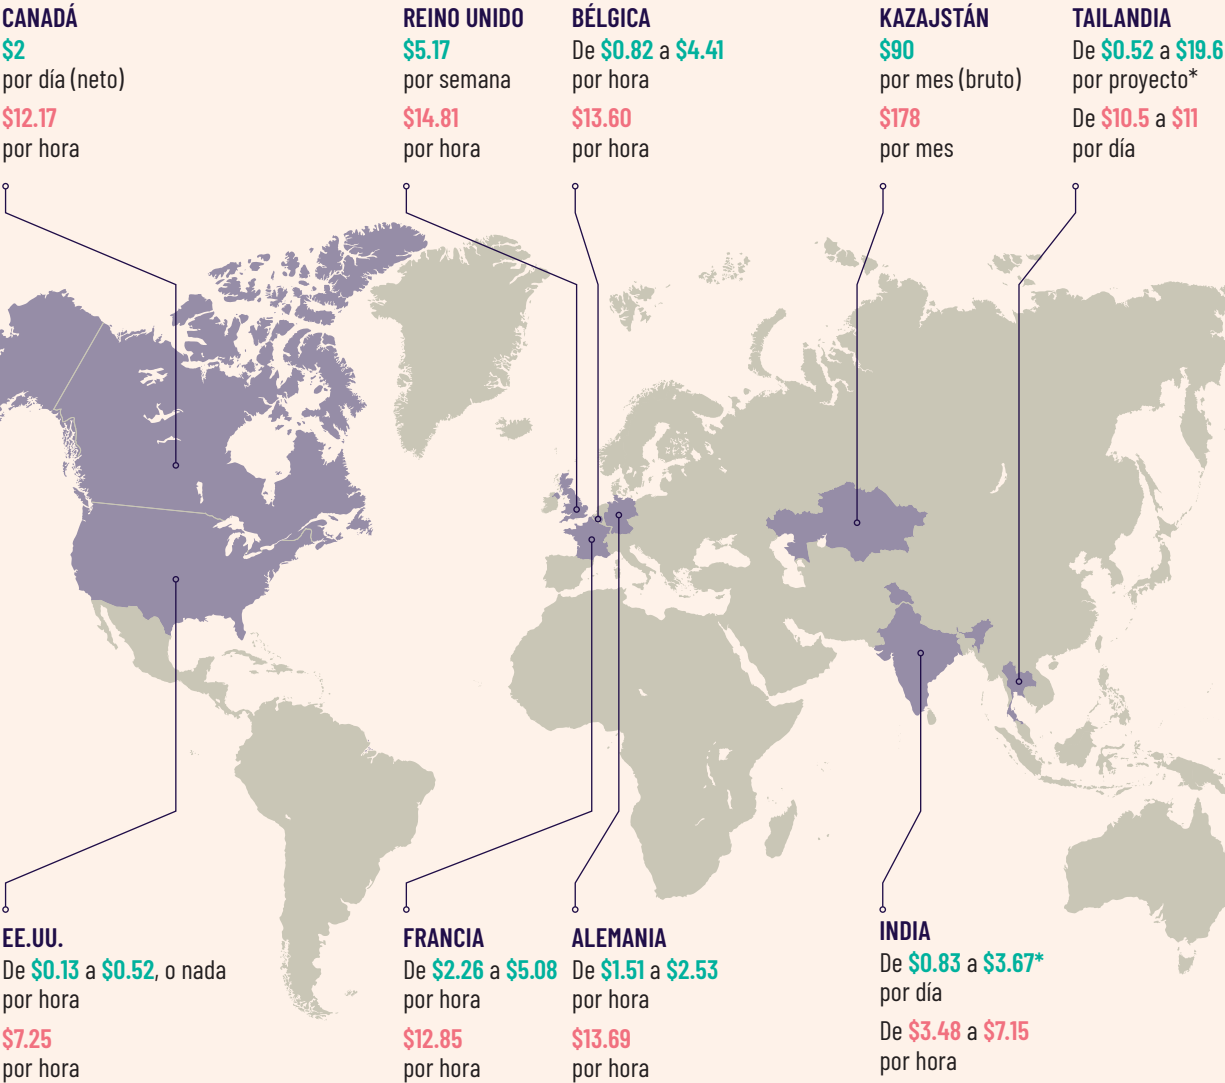 CANADÁ
$2
por día (neto)
$12.17
por hora
REINO UNIDO
$5.17
por semana
$14.81
por hora
BÉLGICA
De $0.82 a $4.41
por hora
$13.60
por hora
KAZAJSTÁN
$90
por mes (bruto)
$178
por mes
TAILANDIA
De $0.52 a $19.6
por proyecto*
De $10.5 a $11
por día
EE.UU.
De $0.13 a $0.52, o nada
por hora
$7.25
por hora
FRANCIA
De $2.26 a $5.08
por hora
$12.85
por hora
ALEMANIA
De $1.51 a $2.53
por hora
$13.69
por hora
INDIA
De $0.83 a $3.67*
por día
De $3.48 a $7.15
por hora